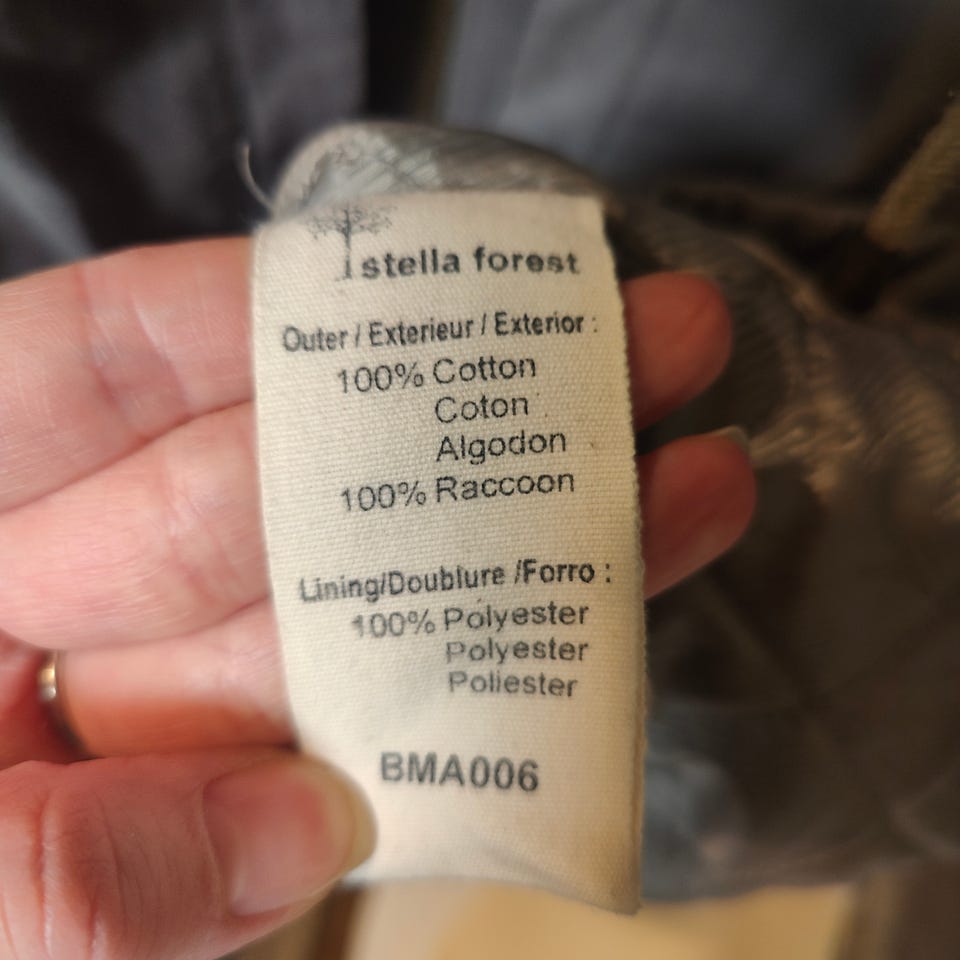 stella forest
Outer / Exterieur / Exterior :
100% Cotton
Coton
Algodon
100% Raccoon
Lining/Doublure /Forro :
100% Polyester
Polyester
Poliester
BMA006